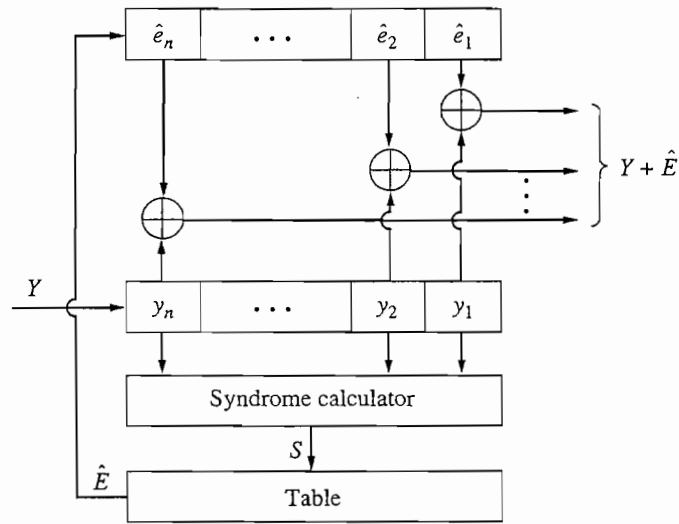 ê_n ... ê_2 ê_1
Y + Ê
Y
y_n ... y_2 y_1
Syndrome calculator
S
Ê
Table